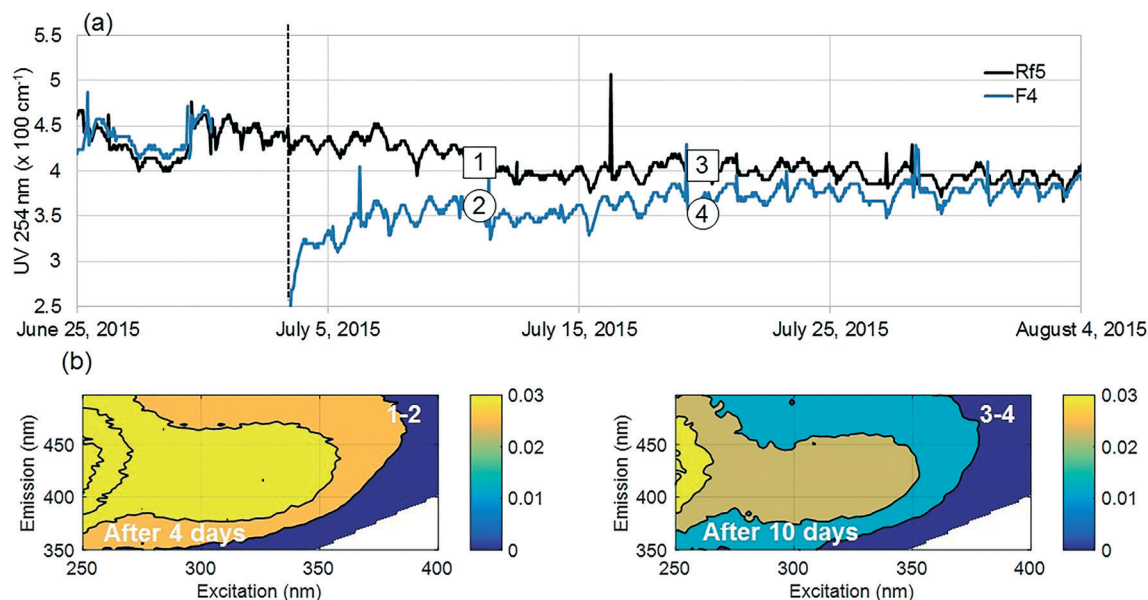 (a)
UV 254 nm (x 100 cm⁻¹)
5.5
5
4.5
4
3.5
3
2.5
Rf5
F4
1
2
3
4
June 25, 2015
July 5, 2015
July 15, 2015
July 25, 2015
August 4, 2015
(b)
Emission (nm)
450
400
350
1-2
After 4 days
250
300
350
400
Excitation (nm)
0.03
0.02
0.01
0
Emission (nm)
450
400
350
3-4
After 10 days
250
300
350
400
Excitation (nm)
0.03
0.02
0.01
0